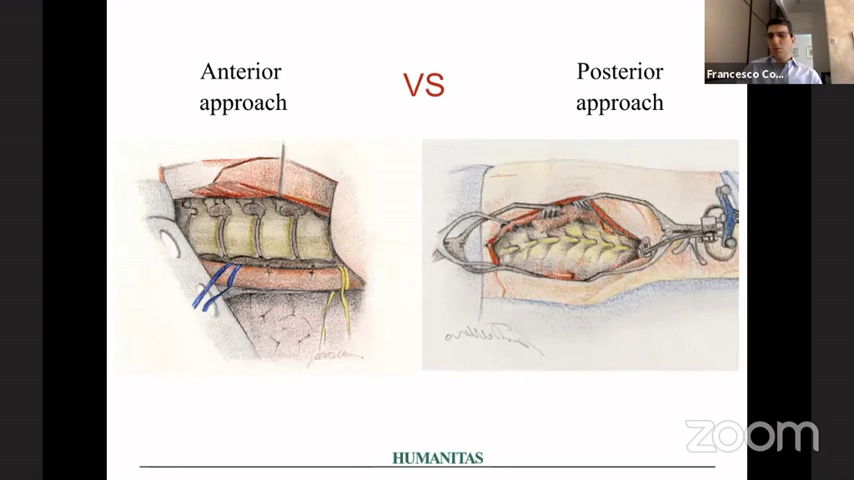 Anterior
approach
VS
Posterior
approach
Francesco Co...
HUMANITAS
zoom